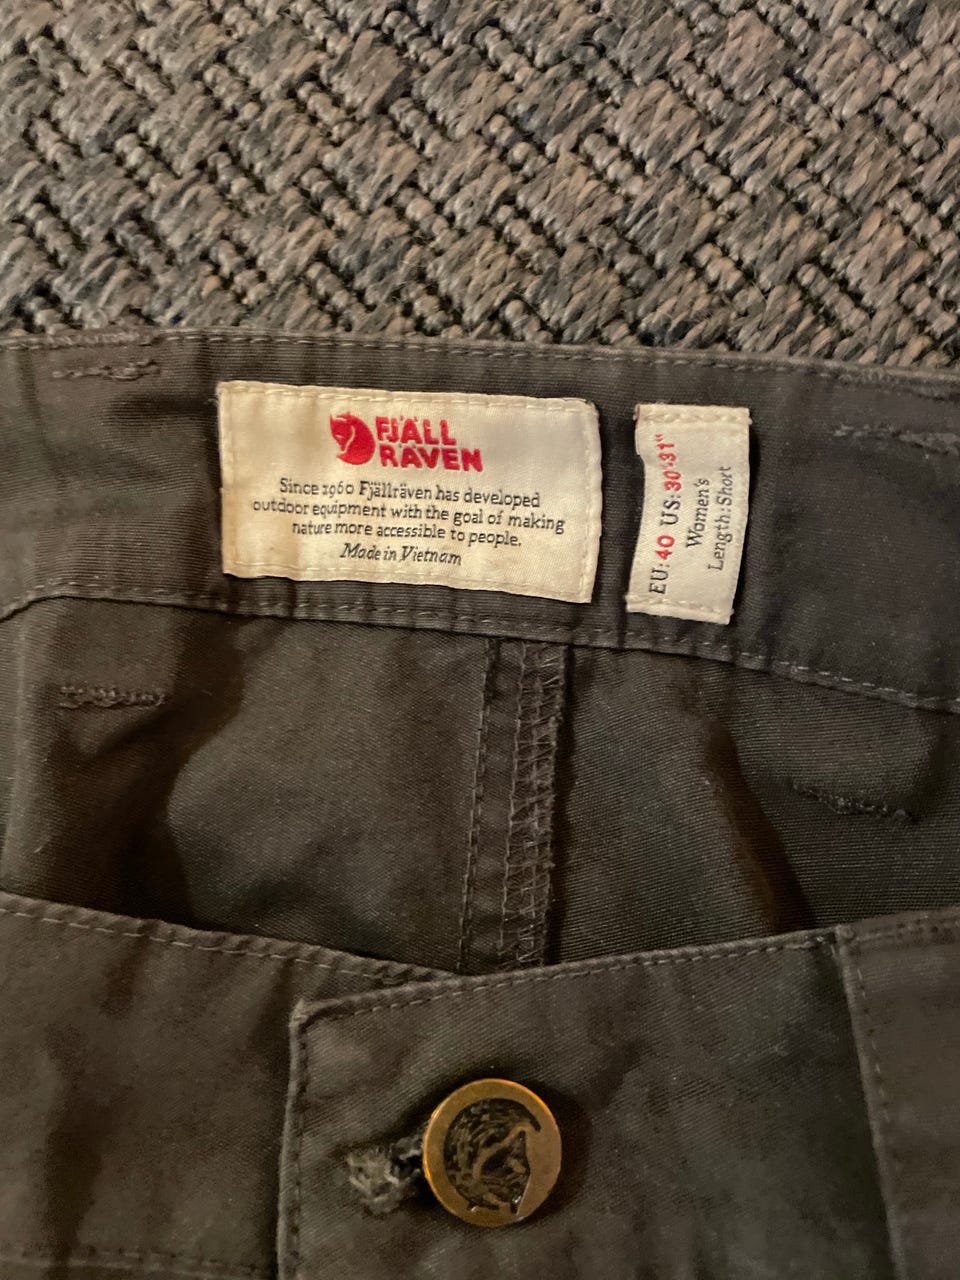 FJÄLL
RÄVEN
Since 1960 Fjällräven has developed
outdoor equipment with the goal of making
nature more accessible to people.
Made in Vietnam
EU: 40 US: 30"-31"
Women's
Length: Short